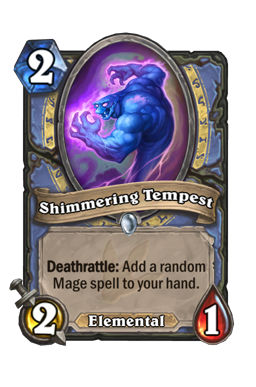 2
Shimmering Tempest
Deathrattle: Add a random
Mage spell to your hand.
2
Elemental
1